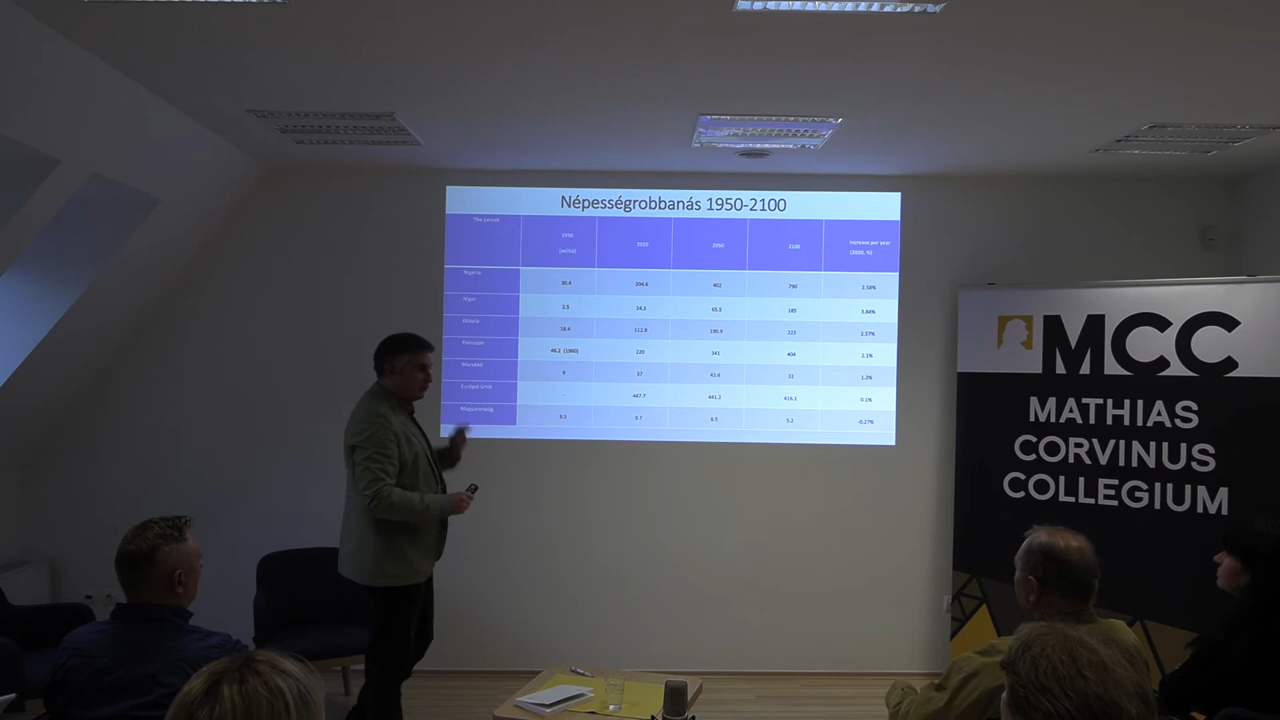 Népességrobbanás 1950-2100
The Lancet
1950 (millió) 2020 2050 2100 Increase per year (2020, %)
Nigéria 30.6 204.6 402 790 2.58%
Niger 2.5 24.2 65.5 185 3.84%
Etiópia 18.4 112.8 190.9 223 2.57%
Pakisztán 46.2 (1960) 220 341 404 2.1%
Marokkó 9 37 43.6 32 1.2%
Európai Unió - 447.7 441.2 416.1 0.1%
Magyarország 9.3 9.7 8.5 5.2 -0.27%
MCC
MATHIAS
CORVINUS
COLLEGIUM